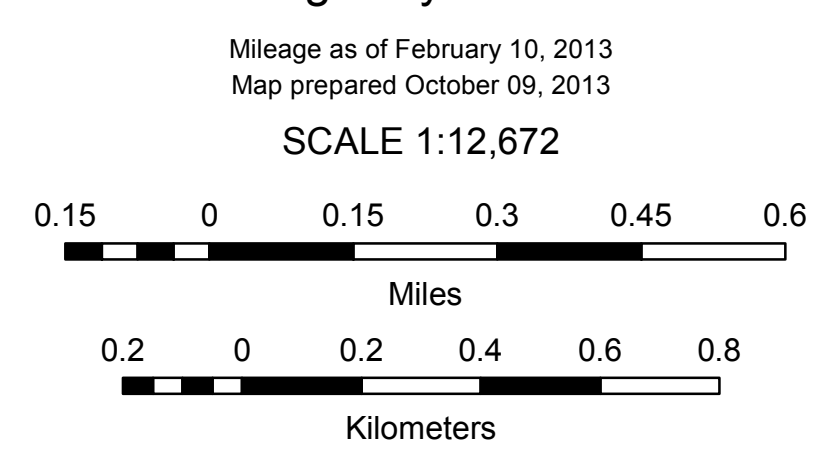 Mileage as of February 10, 2013
Map prepared October 09, 2013
SCALE 1:12,672
0.15 0 0.15 0.3 0.45 0.6
Miles
0.2 0 0.2 0.4 0.6 0.8
Kilometers